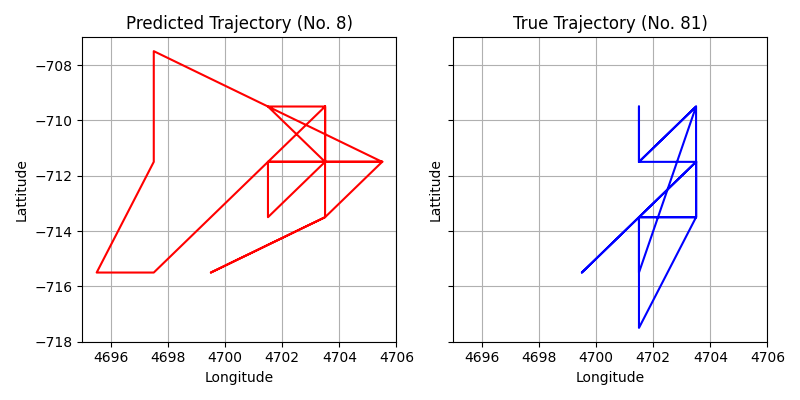 Predicted Trajectory (No. 8)
True Trajectory (No. 81)
−708
−710
−712
−714
−716
−718
Lattitude
Lattitude
4696 4698 4700 4702 4704 4706
4696 4698 4700 4702 4704 4706
Longitude
Longitude